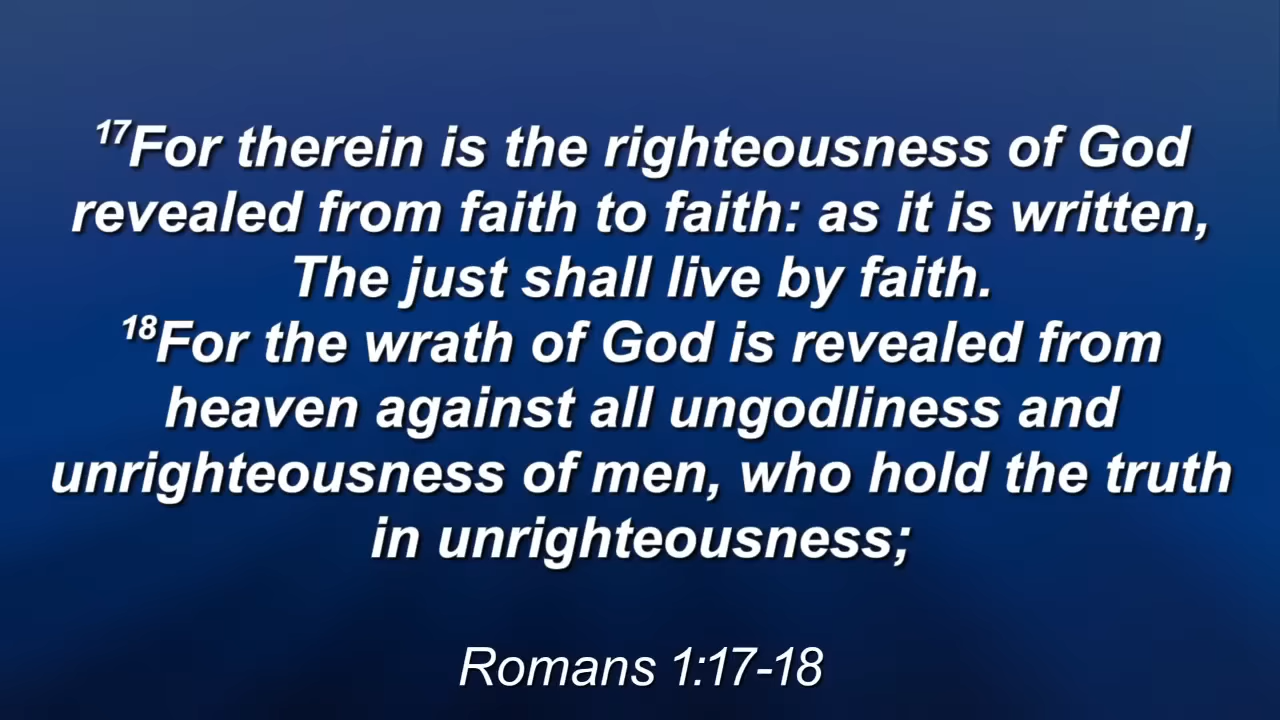 17For therein is the righteousness of God
revealed from faith to faith: as it is written,
The just shall live by faith.
18For the wrath of God is revealed from
heaven against all ungodliness and
unrighteousness of men, who hold the truth
in unrighteousness;
Romans 1:17-18